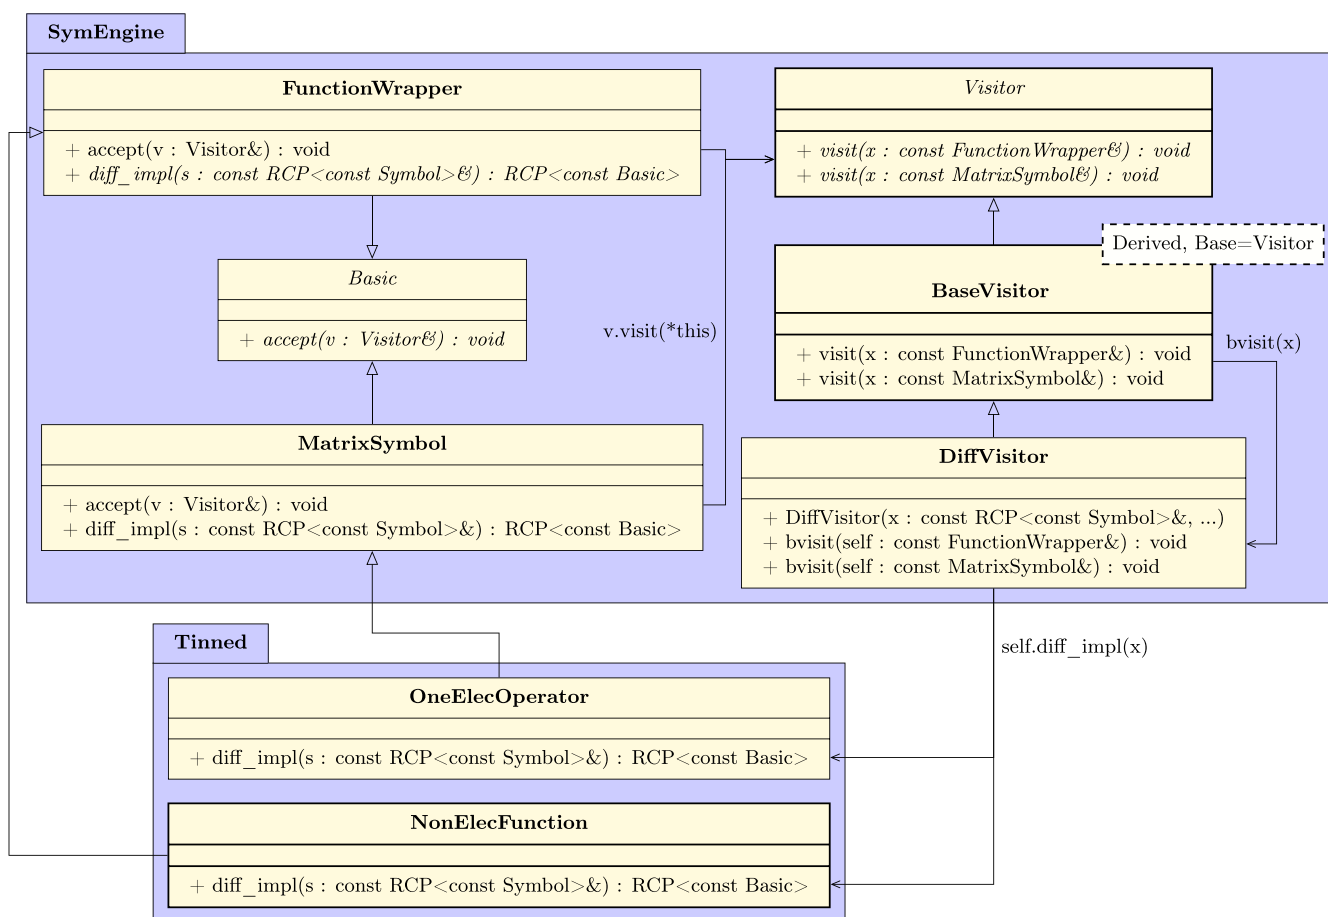 SymEngine
FunctionWrapper
+ accept(v : Visitor&) : void
+ diff_impl(s : const RCP<const Symbol>&) : RCP<const Basic>
Visitor
+ visit(x : const FunctionWrapper&) : void
+ visit(x : const MatrixSymbol&) : void
Basic
+ accept(v : Visitor&) : void
v.visit(*this)
Derived, Base=Visitor
BaseVisitor
+ visit(x : const FunctionWrapper&) : void
+ visit(x : const MatrixSymbol&) : void
bvisit(x)
MatrixSymbol
+ accept(v : Visitor&) : void
+ diff_impl(s : const RCP<const Symbol>&) : RCP<const Basic>
DiffVisitor
+ DiffVisitor(x : const RCP<const Symbol>&, ...)
+ bvisit(self : const FunctionWrapper&) : void
+ bvisit(self : const MatrixSymbol&) : void
Tinned
self.diff_impl(x)
OneElecOperator
+ diff_impl(s : const RCP<const Symbol>&) : RCP<const Basic>
NonElecFunction
+ diff_impl(s : const RCP<const Symbol>&) : RCP<const Basic>